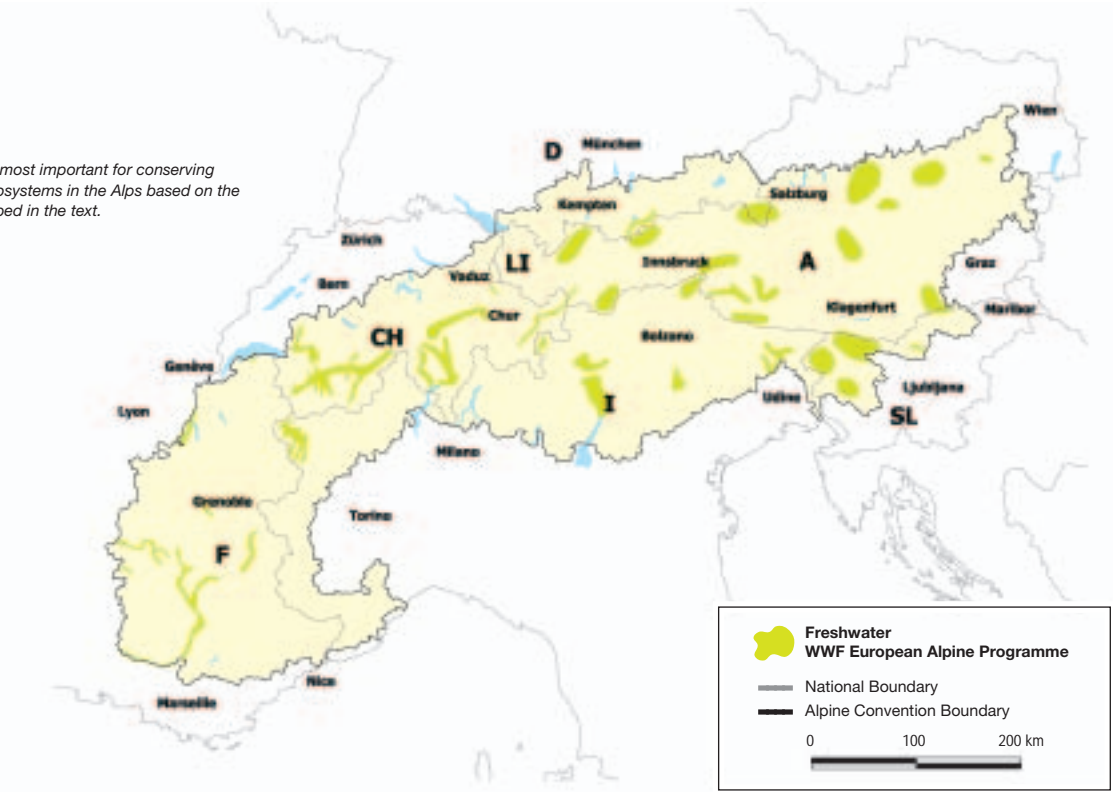 most important for conserving
osystems in the Alps based on the
bed in the text.
Wien
D
München
Salzburg
Kempten
Zürich
LI
Innsbruck
A
Graz
Vaduz
Bern
Klagenfurt
Maribor
Chur
CH
Bolzano
Genève
Ljubljana
Udine
Lyon
I
SL
Milano
Grenoble
Torino
F
Nice
Marseille
Freshwater
WWF European Alpine Programme
National Boundary
Alpine Convention Boundary
0 100 200 km